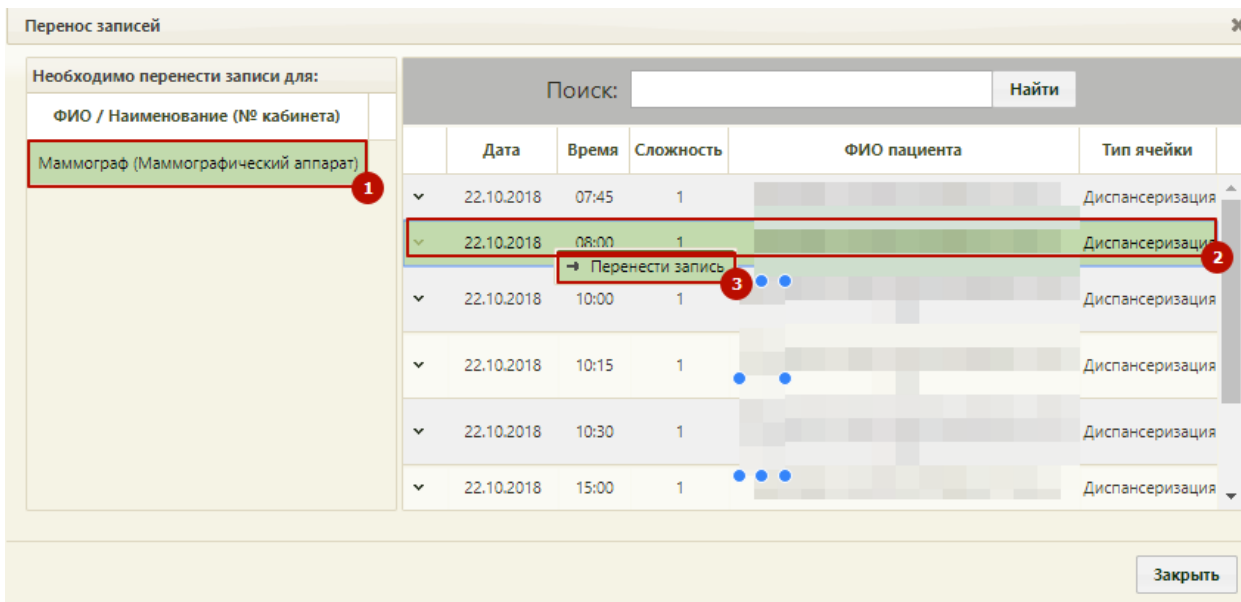 Перенос записей
Необходимо перенести записи для:
ФИО / Наименование (№ кабинета)
Маммограф (Маммографический аппарат)
1
Поиск:
Найти
Дата Время Сложность ФИО пациента Тип ячейки
22.10.2018 07:45 1 Диспансеризация
22.10.2018 08:00 1 Диспансеризация
2
Перенести запись
3
22.10.2018 10:00 1 Диспансеризация
22.10.2018 10:15 1 Диспансеризация
22.10.2018 10:30 1 Диспансеризация
22.10.2018 15:00 1 Диспансеризация
Закрыть